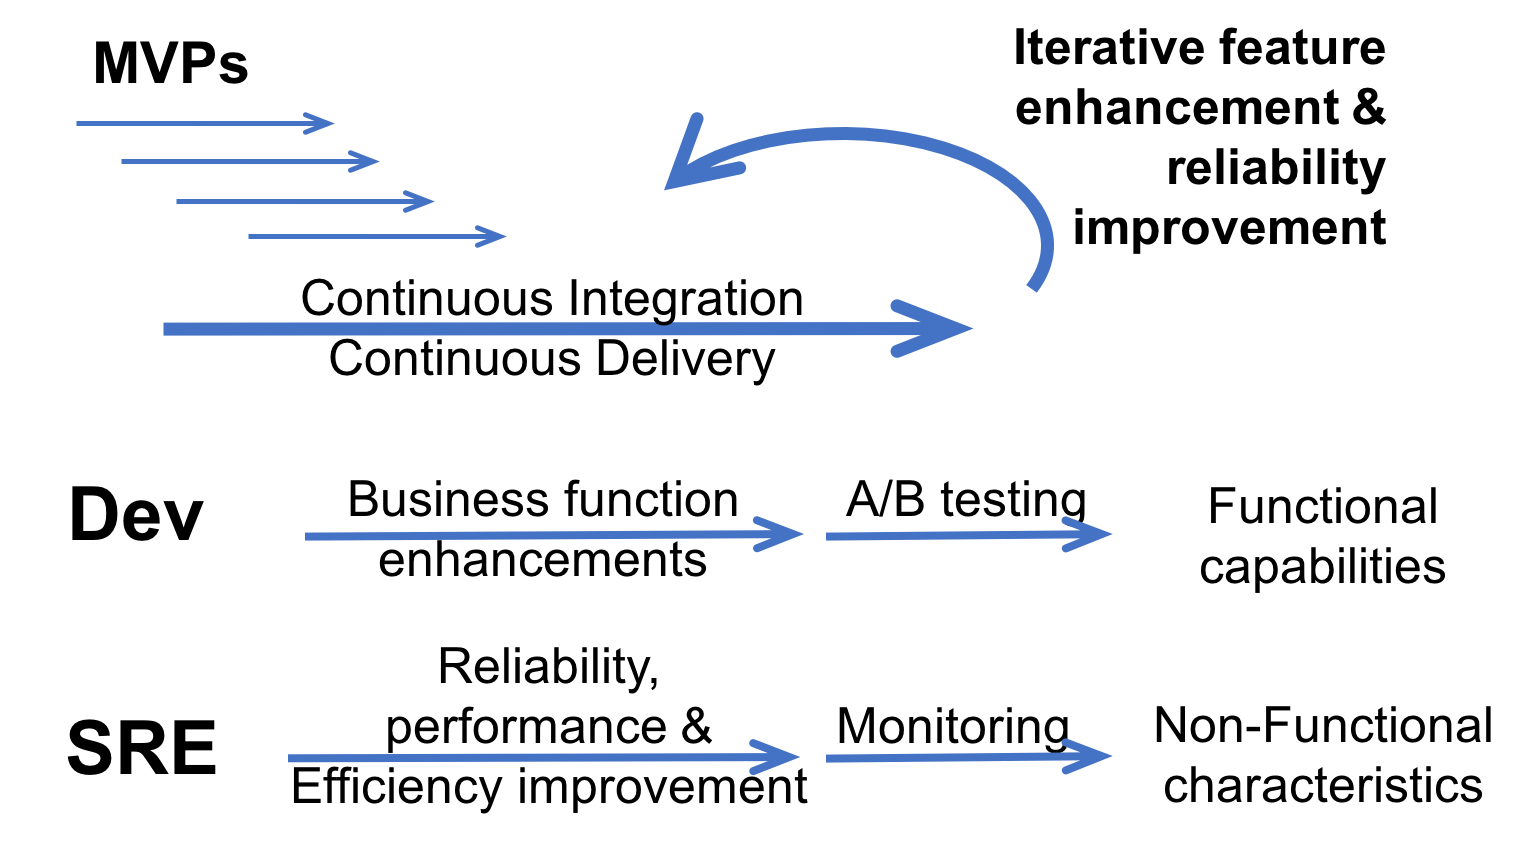 MVPs
Iterative feature
enhancement &
reliability
improvement
Continuous Integration
Continuous Delivery
Dev
Business function
enhancements
A/B testing
Functional
capabilities
SRE
Reliability,
performance &
Efficiency improvement
Monitoring
Non-Functional
characteristics